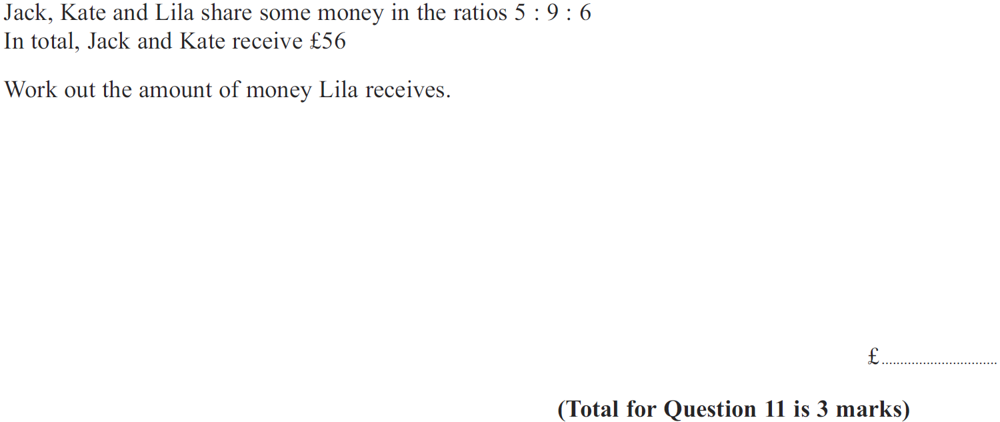 Jack, Kate and Lila share some money in the ratios 5 : 9 : 6
In total, Jack and Kate receive £56
Work out the amount of money Lila receives.
£..............................
(Total for Question 11 is 3 marks)